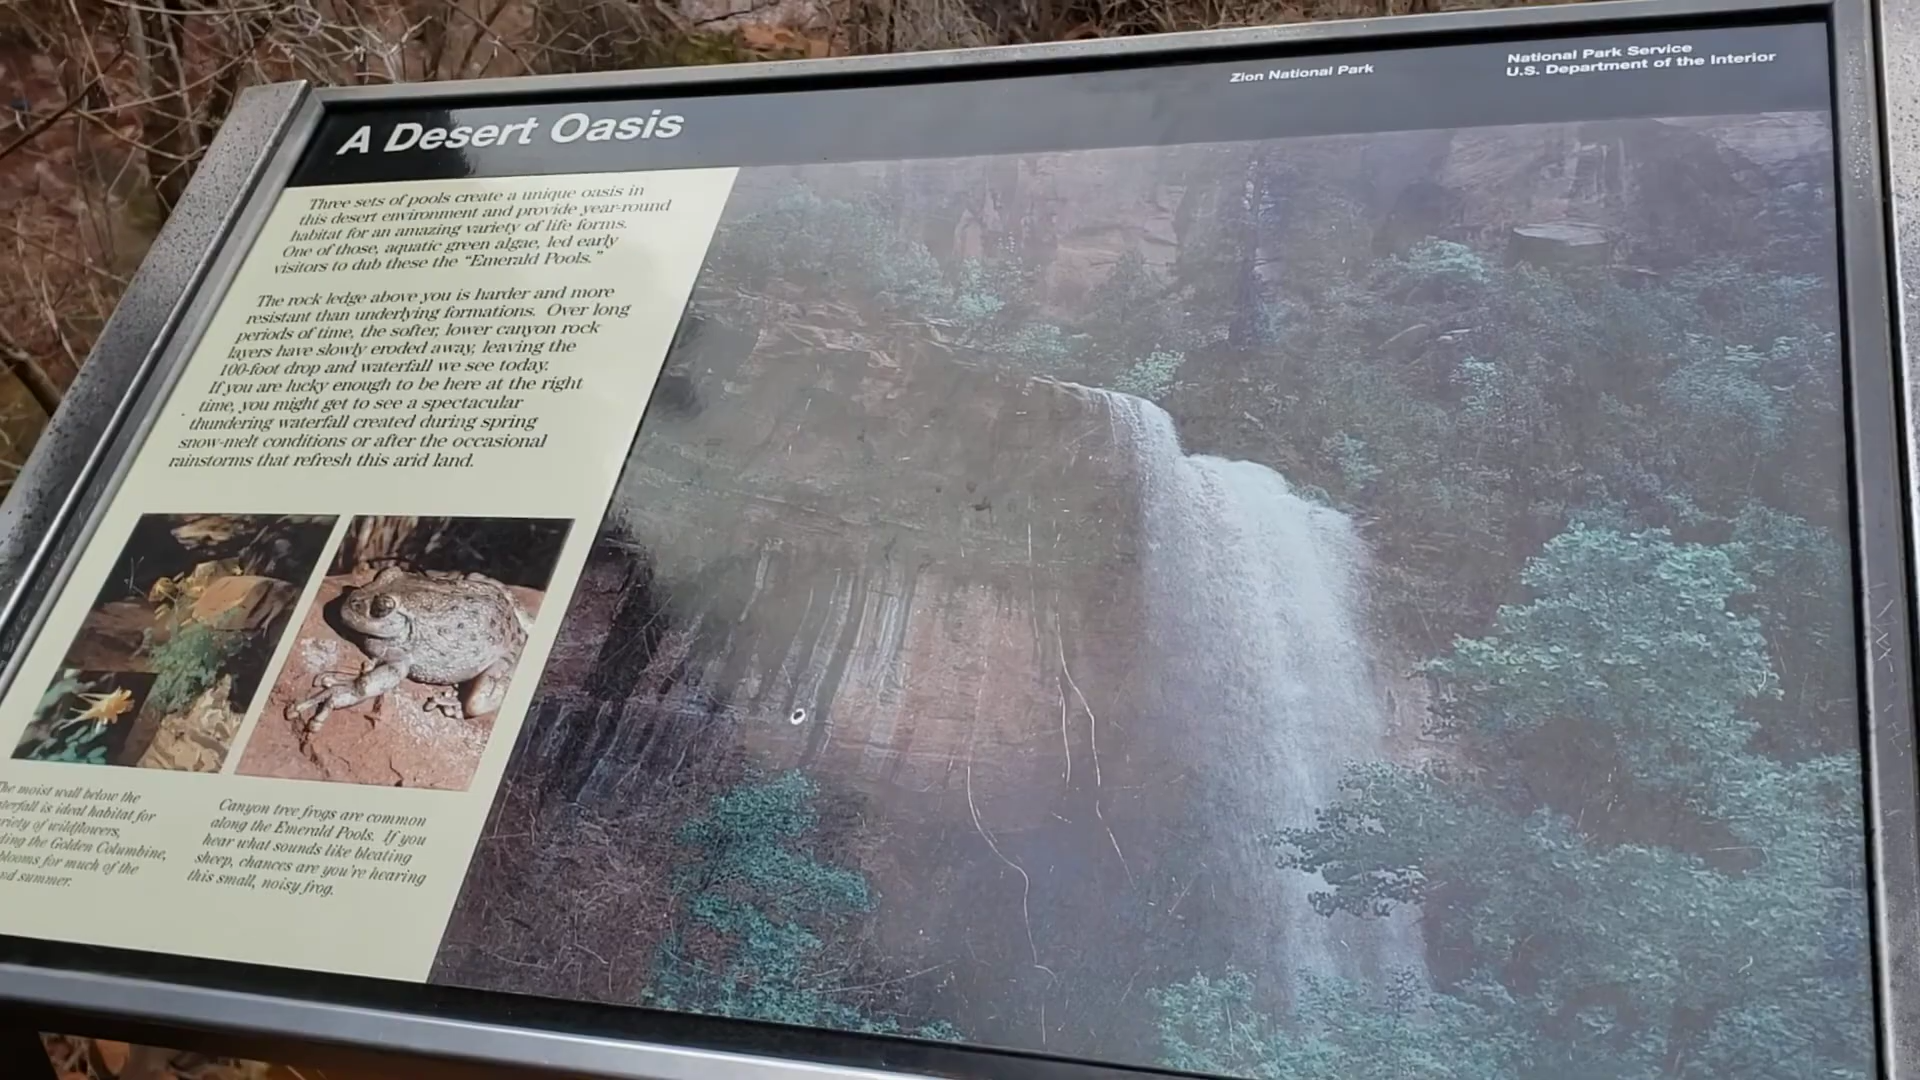 Zion National Park
National Park Service
U.S. Department of the Interior
A Desert Oasis
Three sets of pools create a unique oasis in
this desert environment and provide year-round
habitat for an amazing variety of life forms.
One of those, aquatic green algae, led early
visitors to dub these the “Emerald Pools.”
The rock ledge above you is harder and more
resistant than underlying formations. Over long
periods of time, the softer, lower canyon rock
layers have slowly eroded away, leaving the
100-foot drop and waterfall we see today.
If you are lucky enough to be here at the right
time, you might get to see a spectacular
thundering waterfall created during spring
snow-melt conditions or after the occasional
rainstorms that refresh this arid land.
The moist wall below the
is ideal habitat for
of wildflowers,
the Golden Columbine,
blooms for much of the
summer.
Canyon tree frogs are common
along the Emerald Pools. If you
hear what sounds like bleating
sheep, chances are you're hearing
this small, noisy frog.